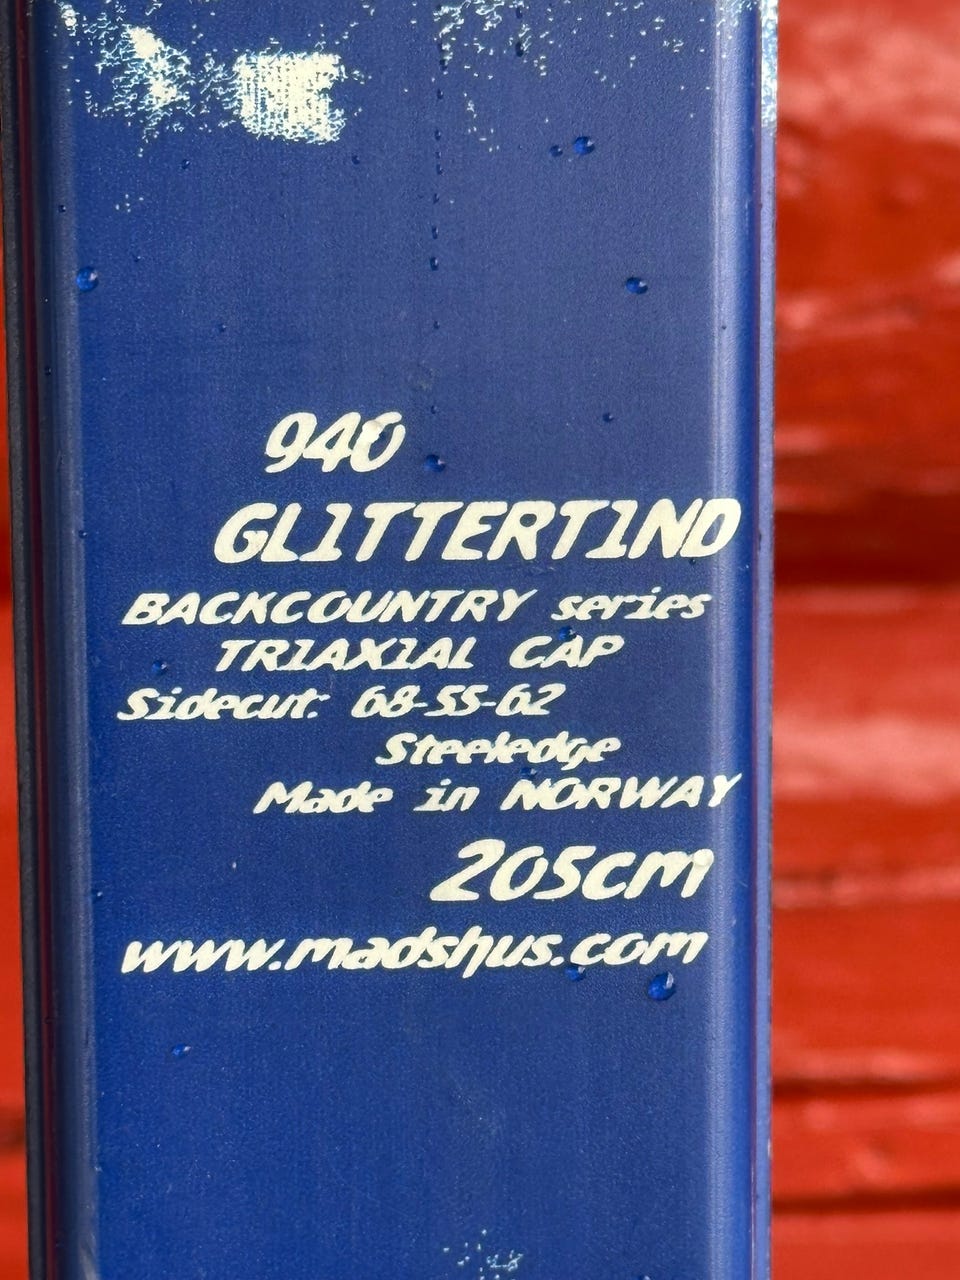 940
GLITTERTIND
BACKCOUNTRY series
TRIAXIAL CAP
Sidecut: 68-55-62
Steeledge
Made in NORWAY
205cm
www.madshus.com